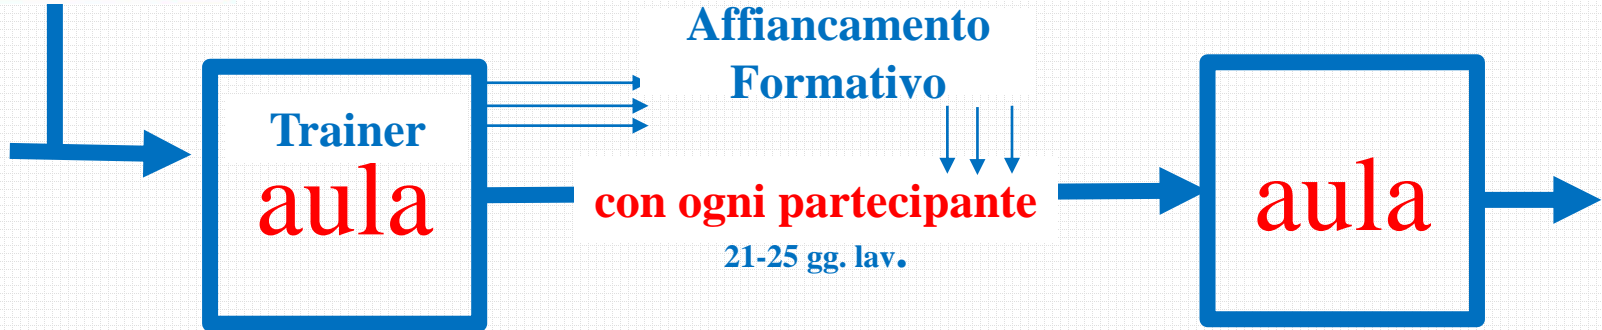 Affiancamento
Formativo
Trainer
aula
con ogni partecipante
21-25 gg. lav.
aula